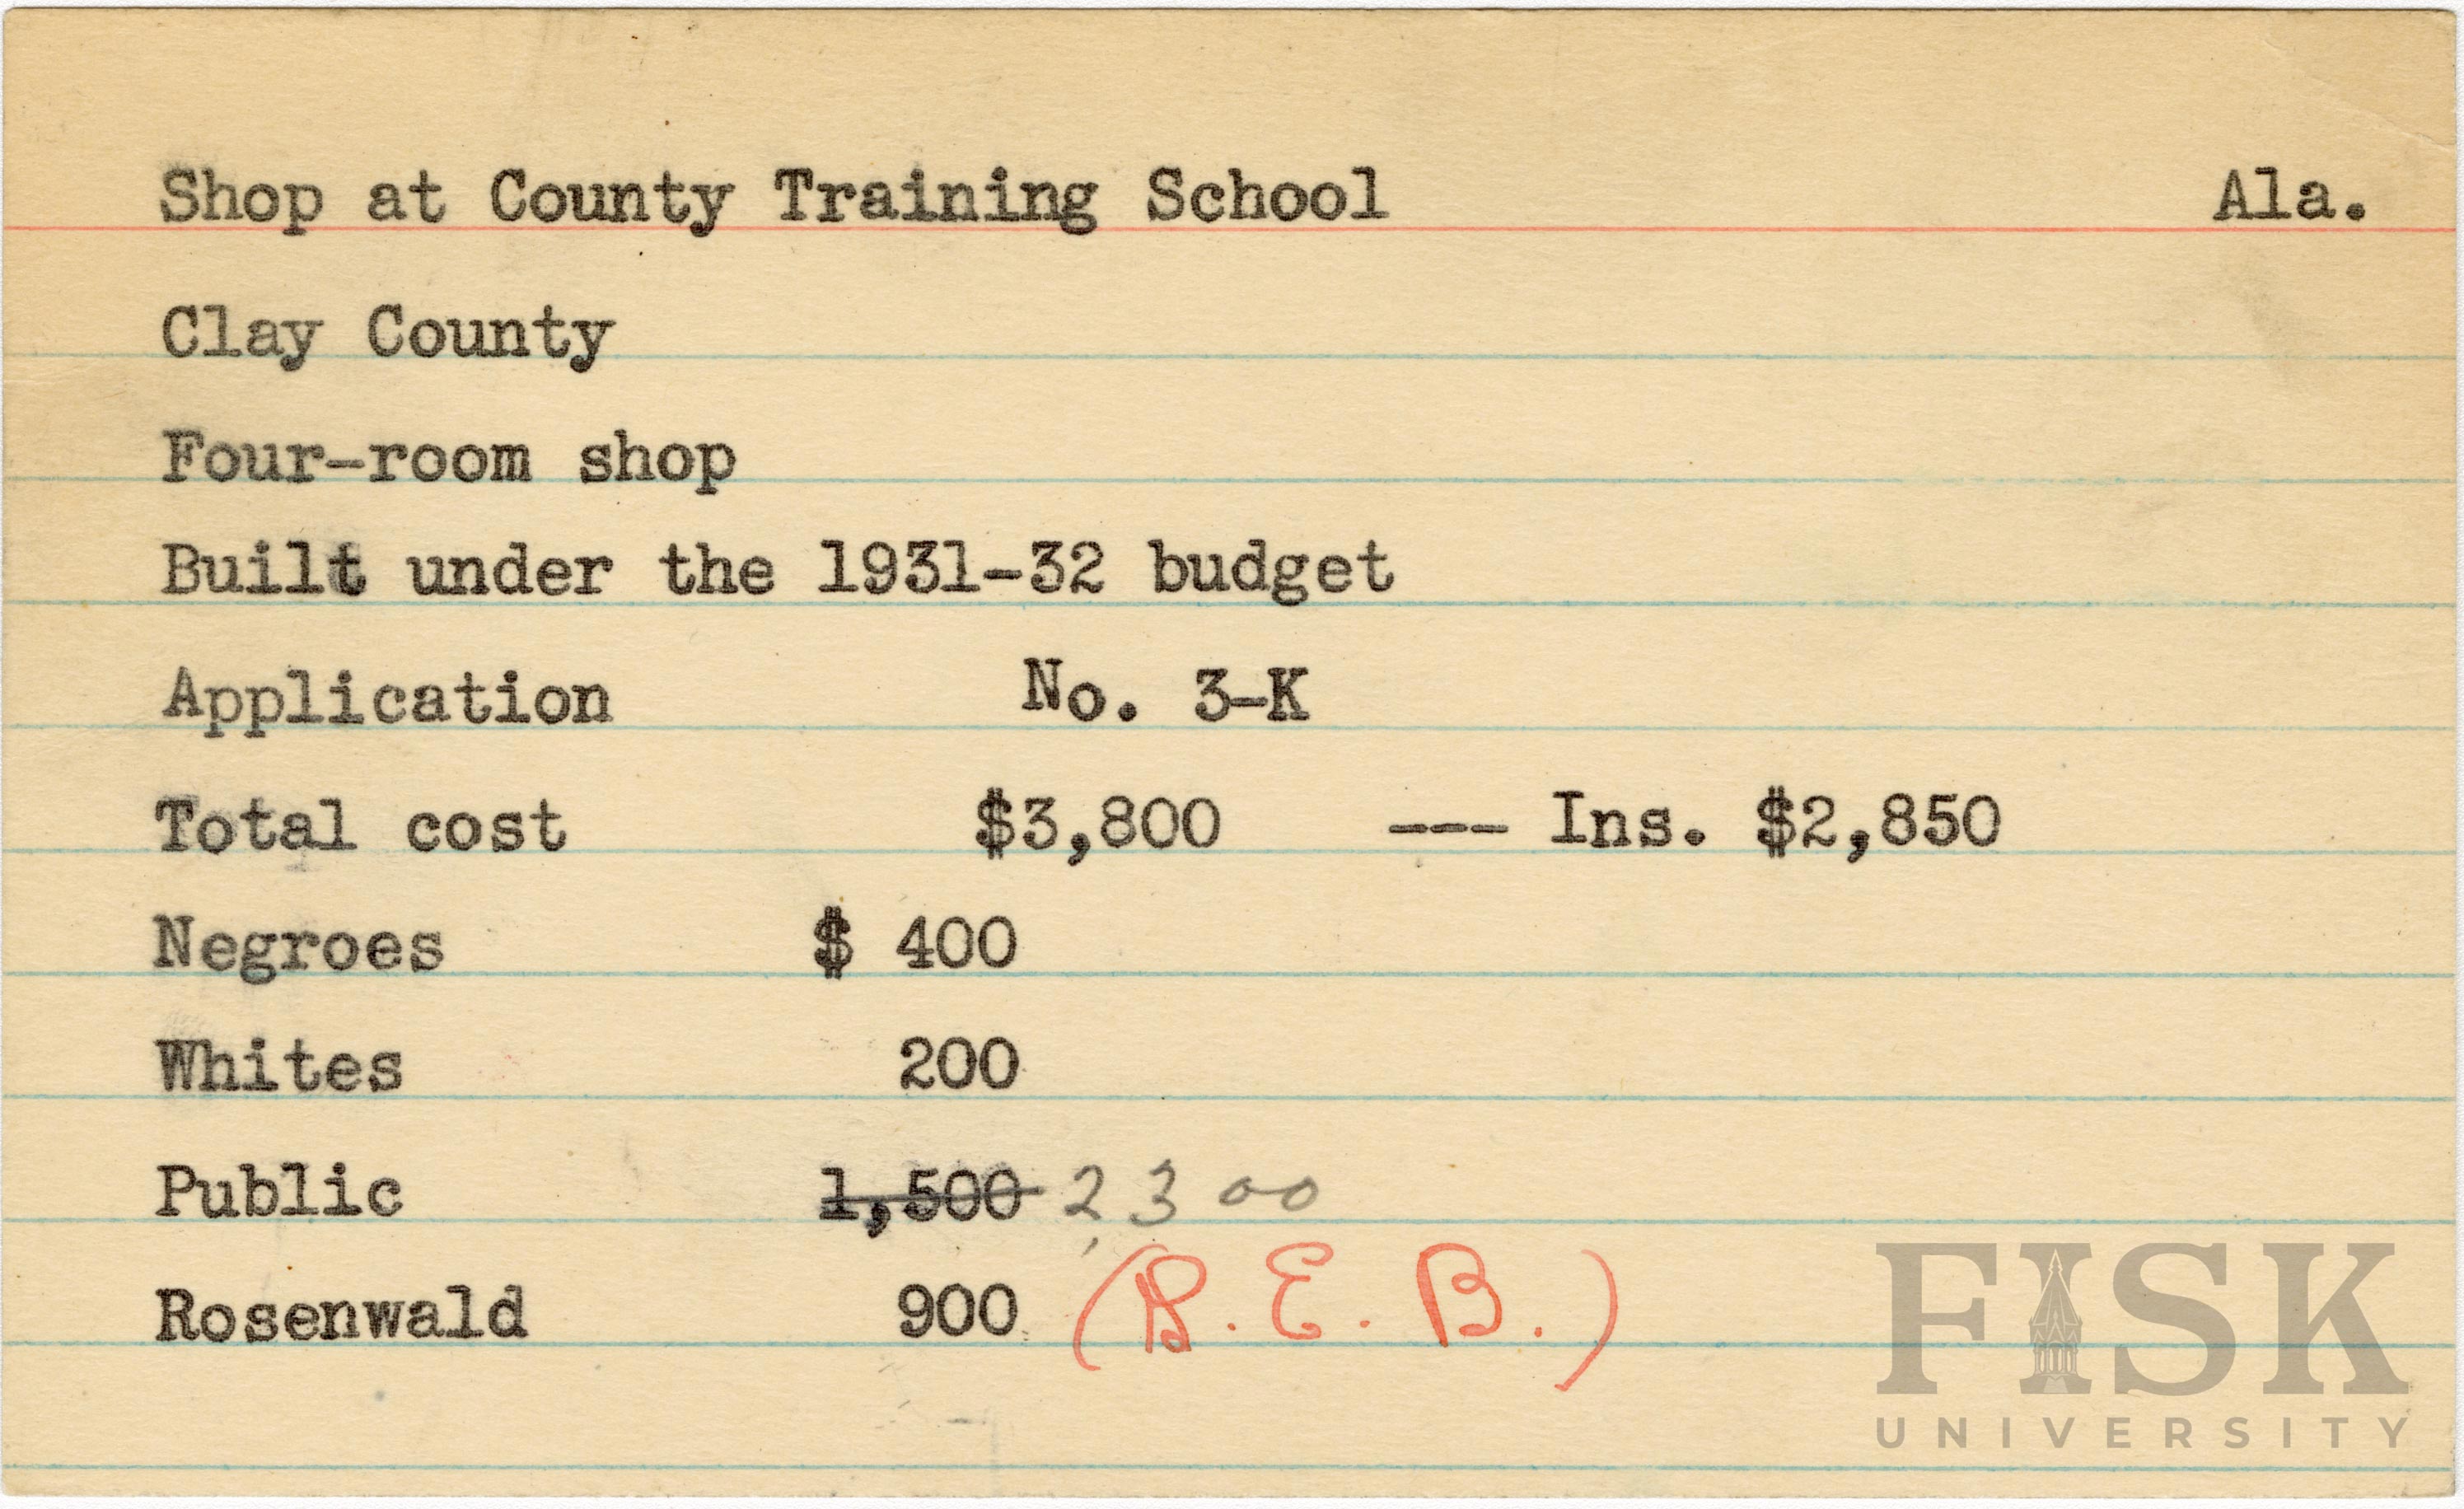 Shop at County Training School Ala.
Clay County
Four-room shop
Built under the 1931-32 budget
Application No. 3-K
Total cost $3,800 --- Ins. $2,850
Negroes $ 400
Whites 200
Public 1,500 2300
Rosenwald 900 (B.E.B.)
FISK
UNIVERSITY